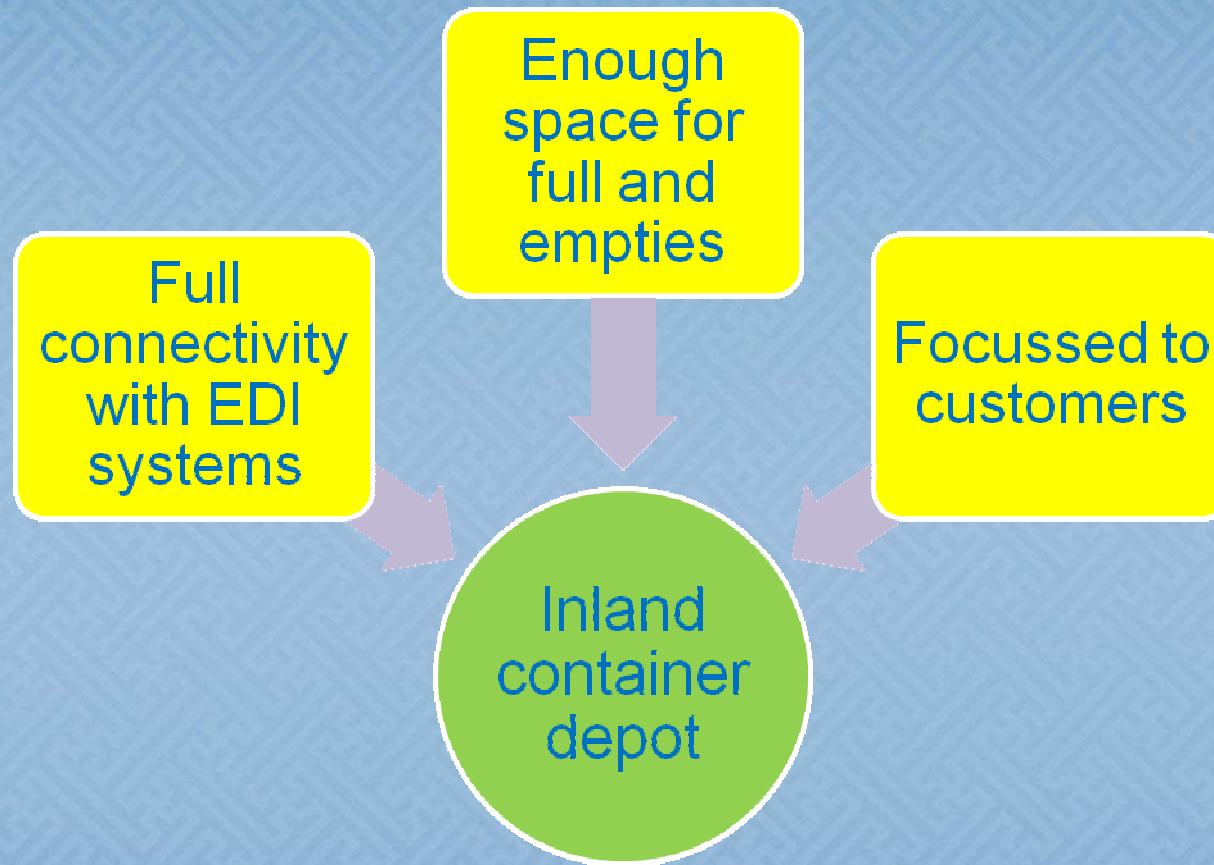 Enough
space for
full and
empties
Full
connectivity
with EDI
systems
Focussed to
customers
Inland
container
depot